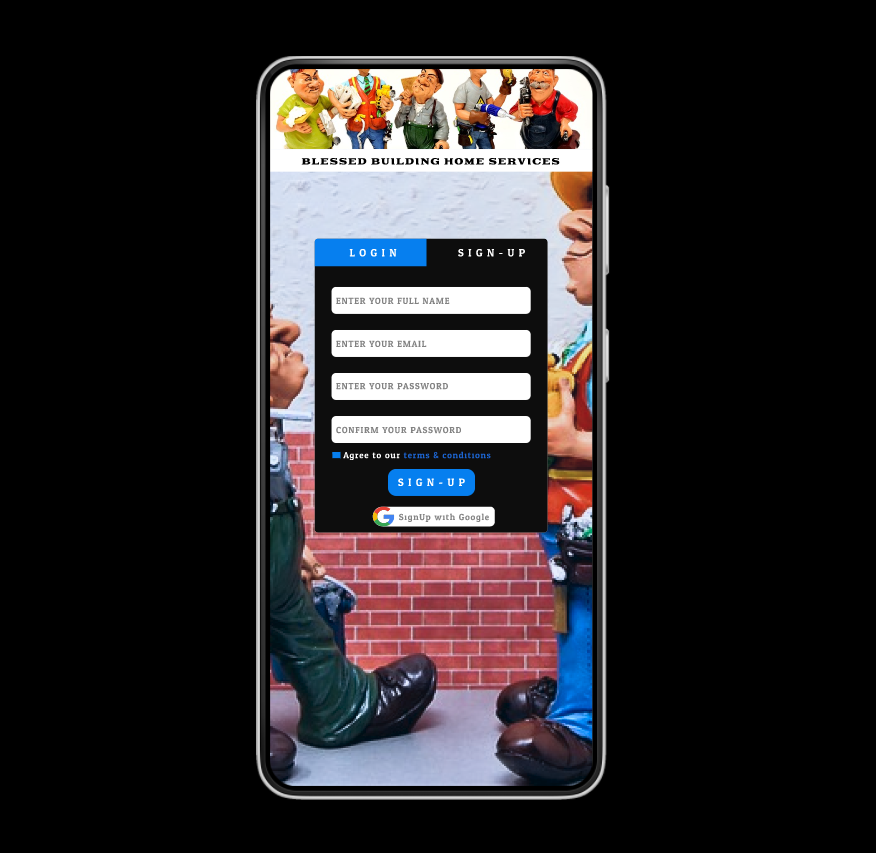 BLESSED BUILDING HOME SERVICES
LOGIN SIGN-UP
ENTER YOUR FULL NAME
ENTER YOUR EMAIL
ENTER YOUR PASSWORD
CONFIRM YOUR PASSWORD
Agree to our terms & conditions
SIGN-UP
SignUp with Google